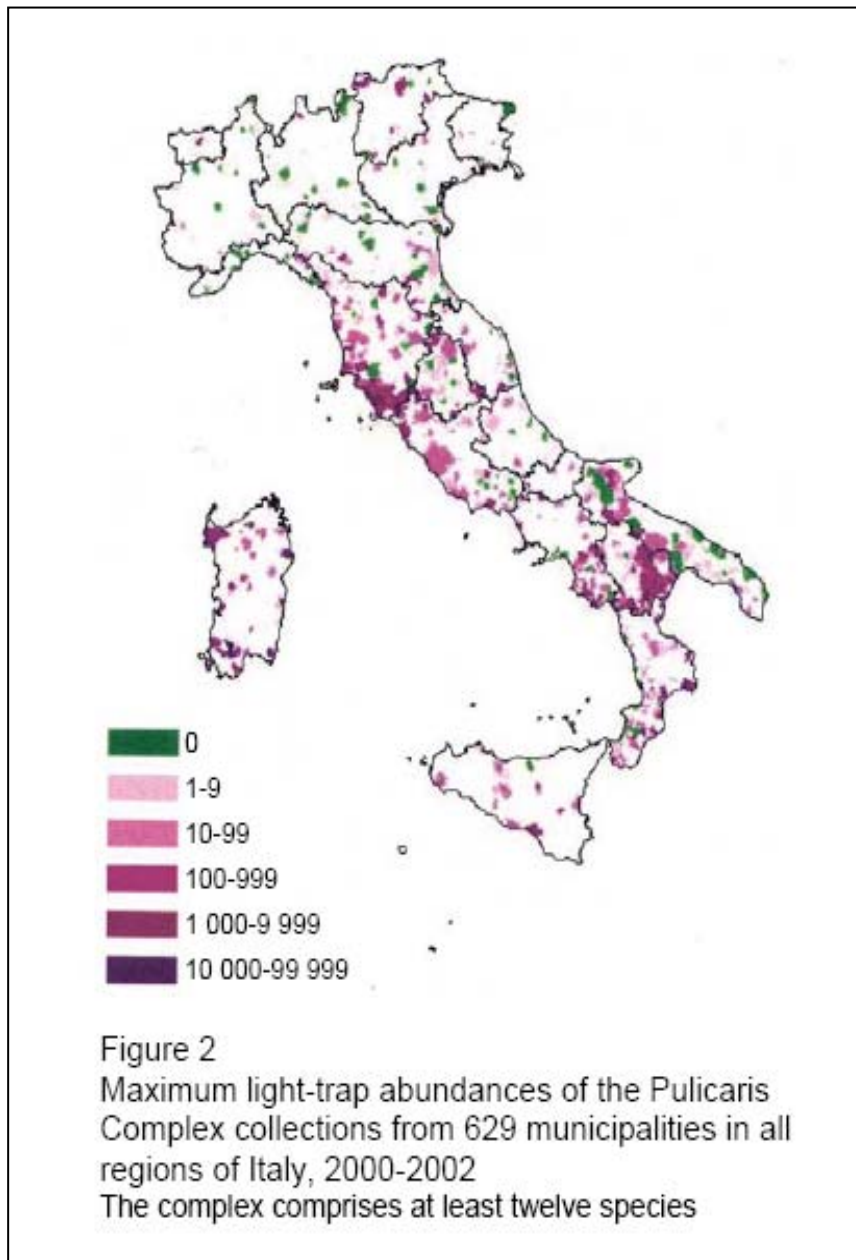 0
1-9
10-99
100-999
1 000-9 999
10 000-99 999
Figure 2
Maximum light-trap abundances of the Pulicaris
Complex collections from 629 municipalities in all
regions of Italy, 2000-2002
The complex comprises at least twelve species